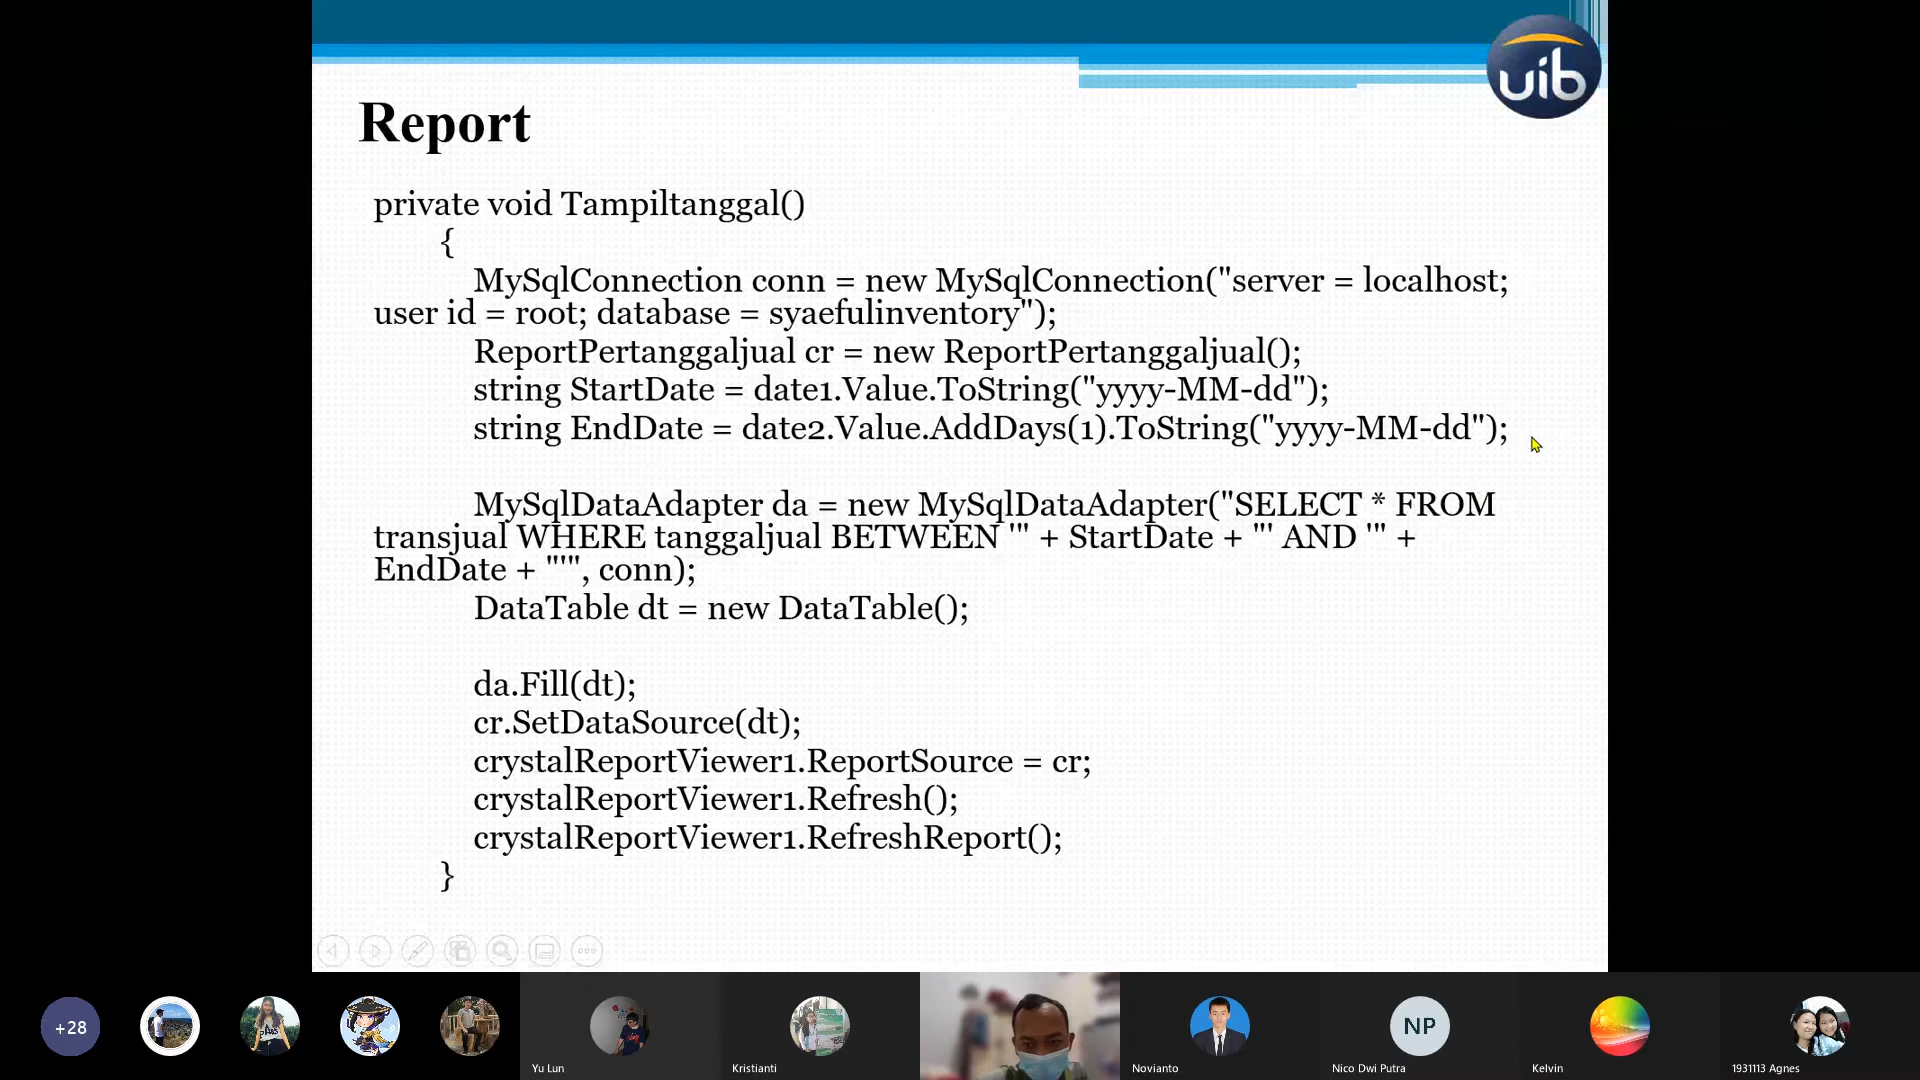 uib
Report
private void Tampiltanggal()
{
MySqlConnection conn = new MySqlConnection("server = localhost;
user id = root; database = syaefulinventory");
ReportPertanggaljual cr = new ReportPertanggaljual();
string StartDate = date1.Value.ToString("yyyy-MM-dd");
string EndDate = date2.Value.AddDays(1).ToString("yyyy-MM-dd");
MySqlDataAdapter da = new MySqlDataAdapter("SELECT * FROM
transjual WHERE tanggaljual BETWEEN '" + StartDate + "' AND '" +
EndDate + "'", conn);
DataTable dt = new DataTable();
da.Fill(dt);
cr.SetDataSource(dt);
crystalReportViewer1.ReportSource = cr;
crystalReportViewer1.Refresh();
crystalReportViewer1.RefreshReport();
}
+28
NP
Yu Lun
Kristianti
Novianto
Nico Dwi Putra
Kelvin
1931113 Agnes